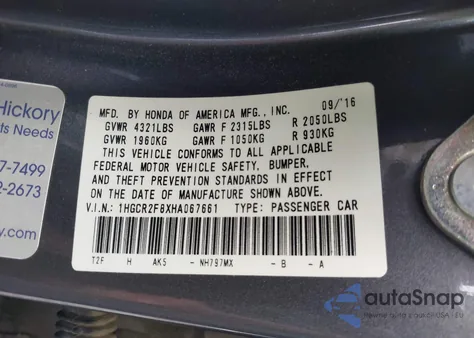 Hickory
ts Needs
7-7499
2-2673
y.com
MFD. BY HONDA OF AMERICA MFG., INC. 09/16
GVWR 4321LBS GAWR F 2315LBS R 2050LBS
GVWR 1960KG GAWR F 1050KG R 930KG
THIS VEHICLE CONFORMS TO ALL APPLICABLE
FEDERAL MOTOR VEHICLE SAFETY, BUMPER,
AND THEFT PREVENTION STANDARDS IN EFFECT
ON THE DATE OF MANUFACTURE SHOWN ABOVE.
V.I.N.: 1HGCR2F8XHA067661 TYPE: PASSENGER CAR
T2F H AK5 - NH797MX - B - A
autoSnap